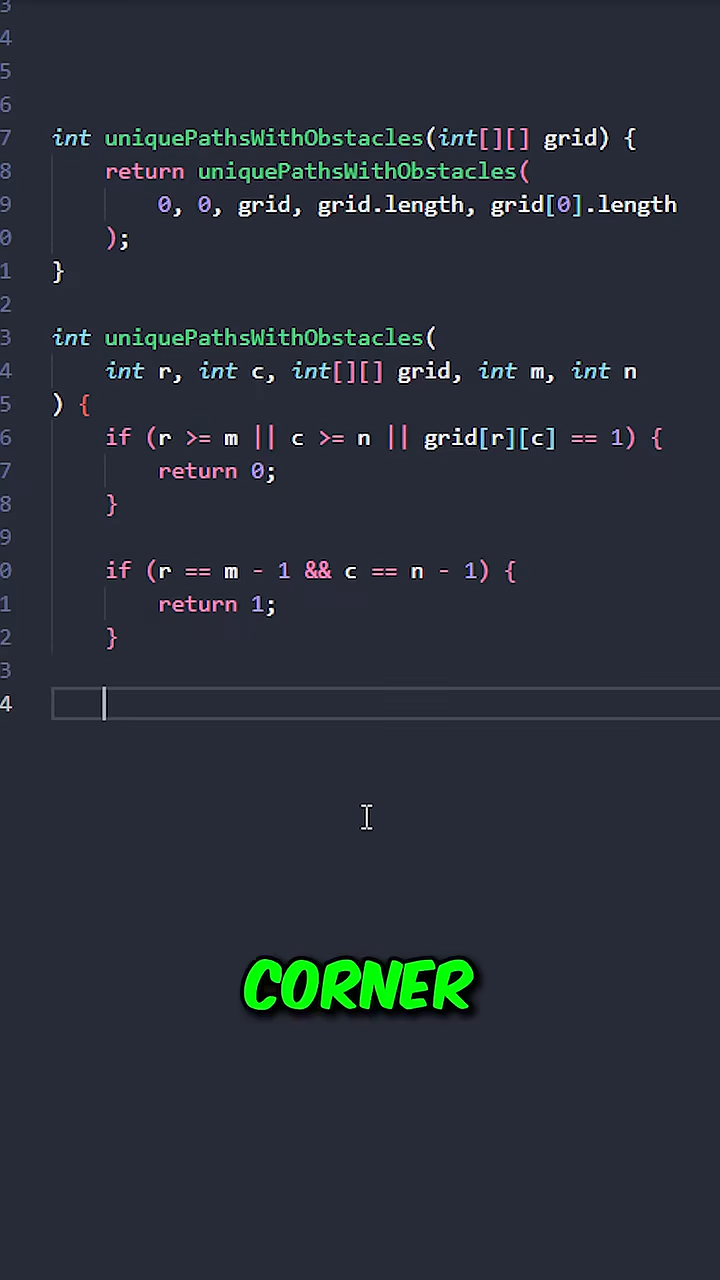 3
4
5
6
7 int uniquePathsWithObstacles(int[][] grid) {
8 return uniquePathsWithObstacles(
9 0, 0, grid, grid.length, grid[0].length
0 );
1 }
2
3 int uniquePathsWithObstacles(
4 int r, int c, int[][] grid, int m, int n
5 ) {
6 if (r >= m || c >= n || grid[r][c] == 1) {
7 return 0;
8 }
9
0 if (r == m - 1 && c == n - 1) {
1 return 1;
2 }
3
4
CORNER